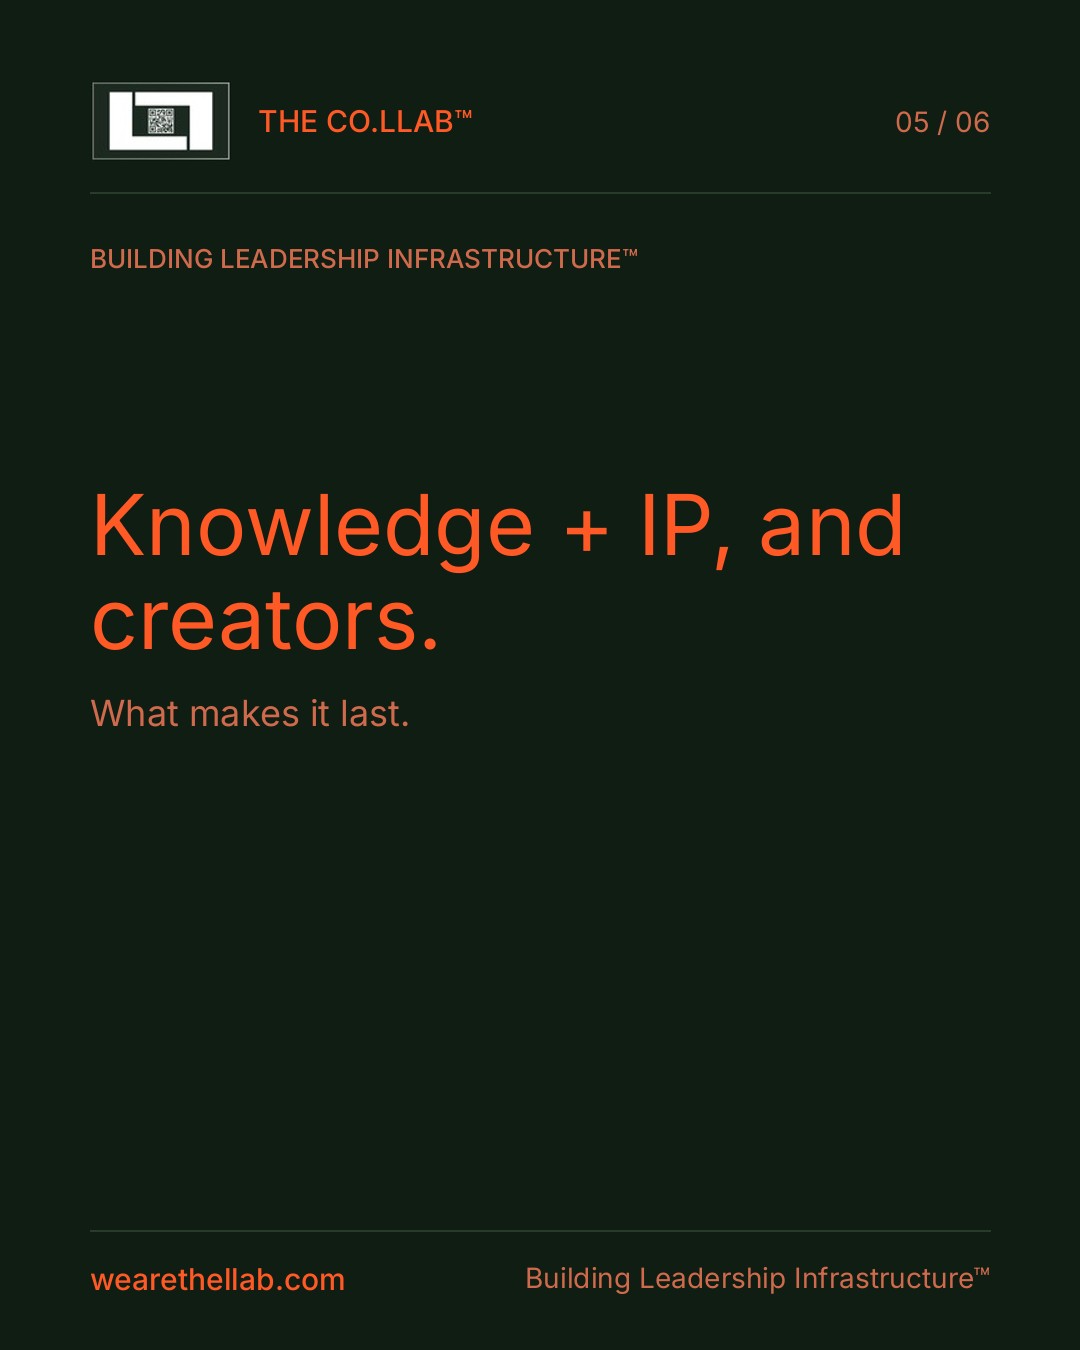 THE CO.LLAB™
05 / 06
BUILDING LEADERSHIP INFRASTRUCTURE™
Knowledge + IP, and
creators.
What makes it last.
wearethellab.com
Building Leadership Infrastructure™